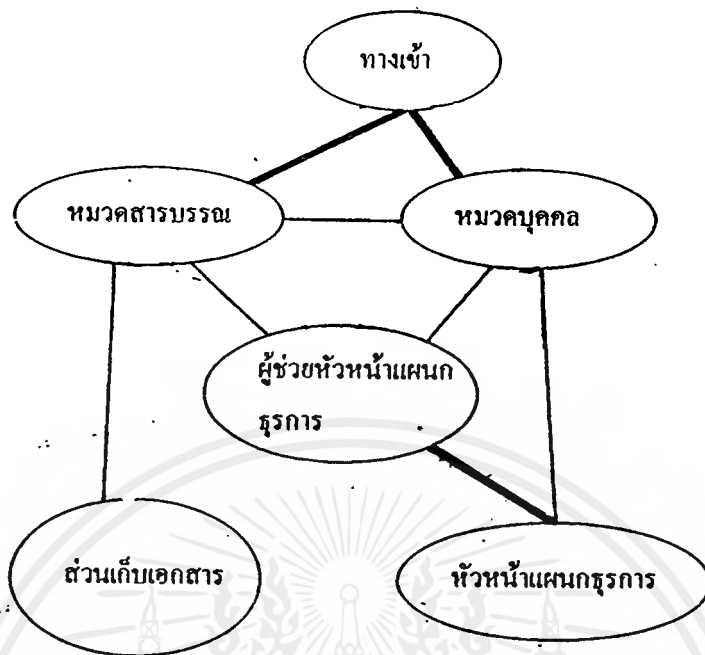 ทางเข้า
หมวดสารบรรณ
หมวดบุคคล
ผู้ช่วยหัวหน้าแผนก
ธุรการ
ส่วนเก็บเอกสาร
หัวหน้าแผนกธุรการ